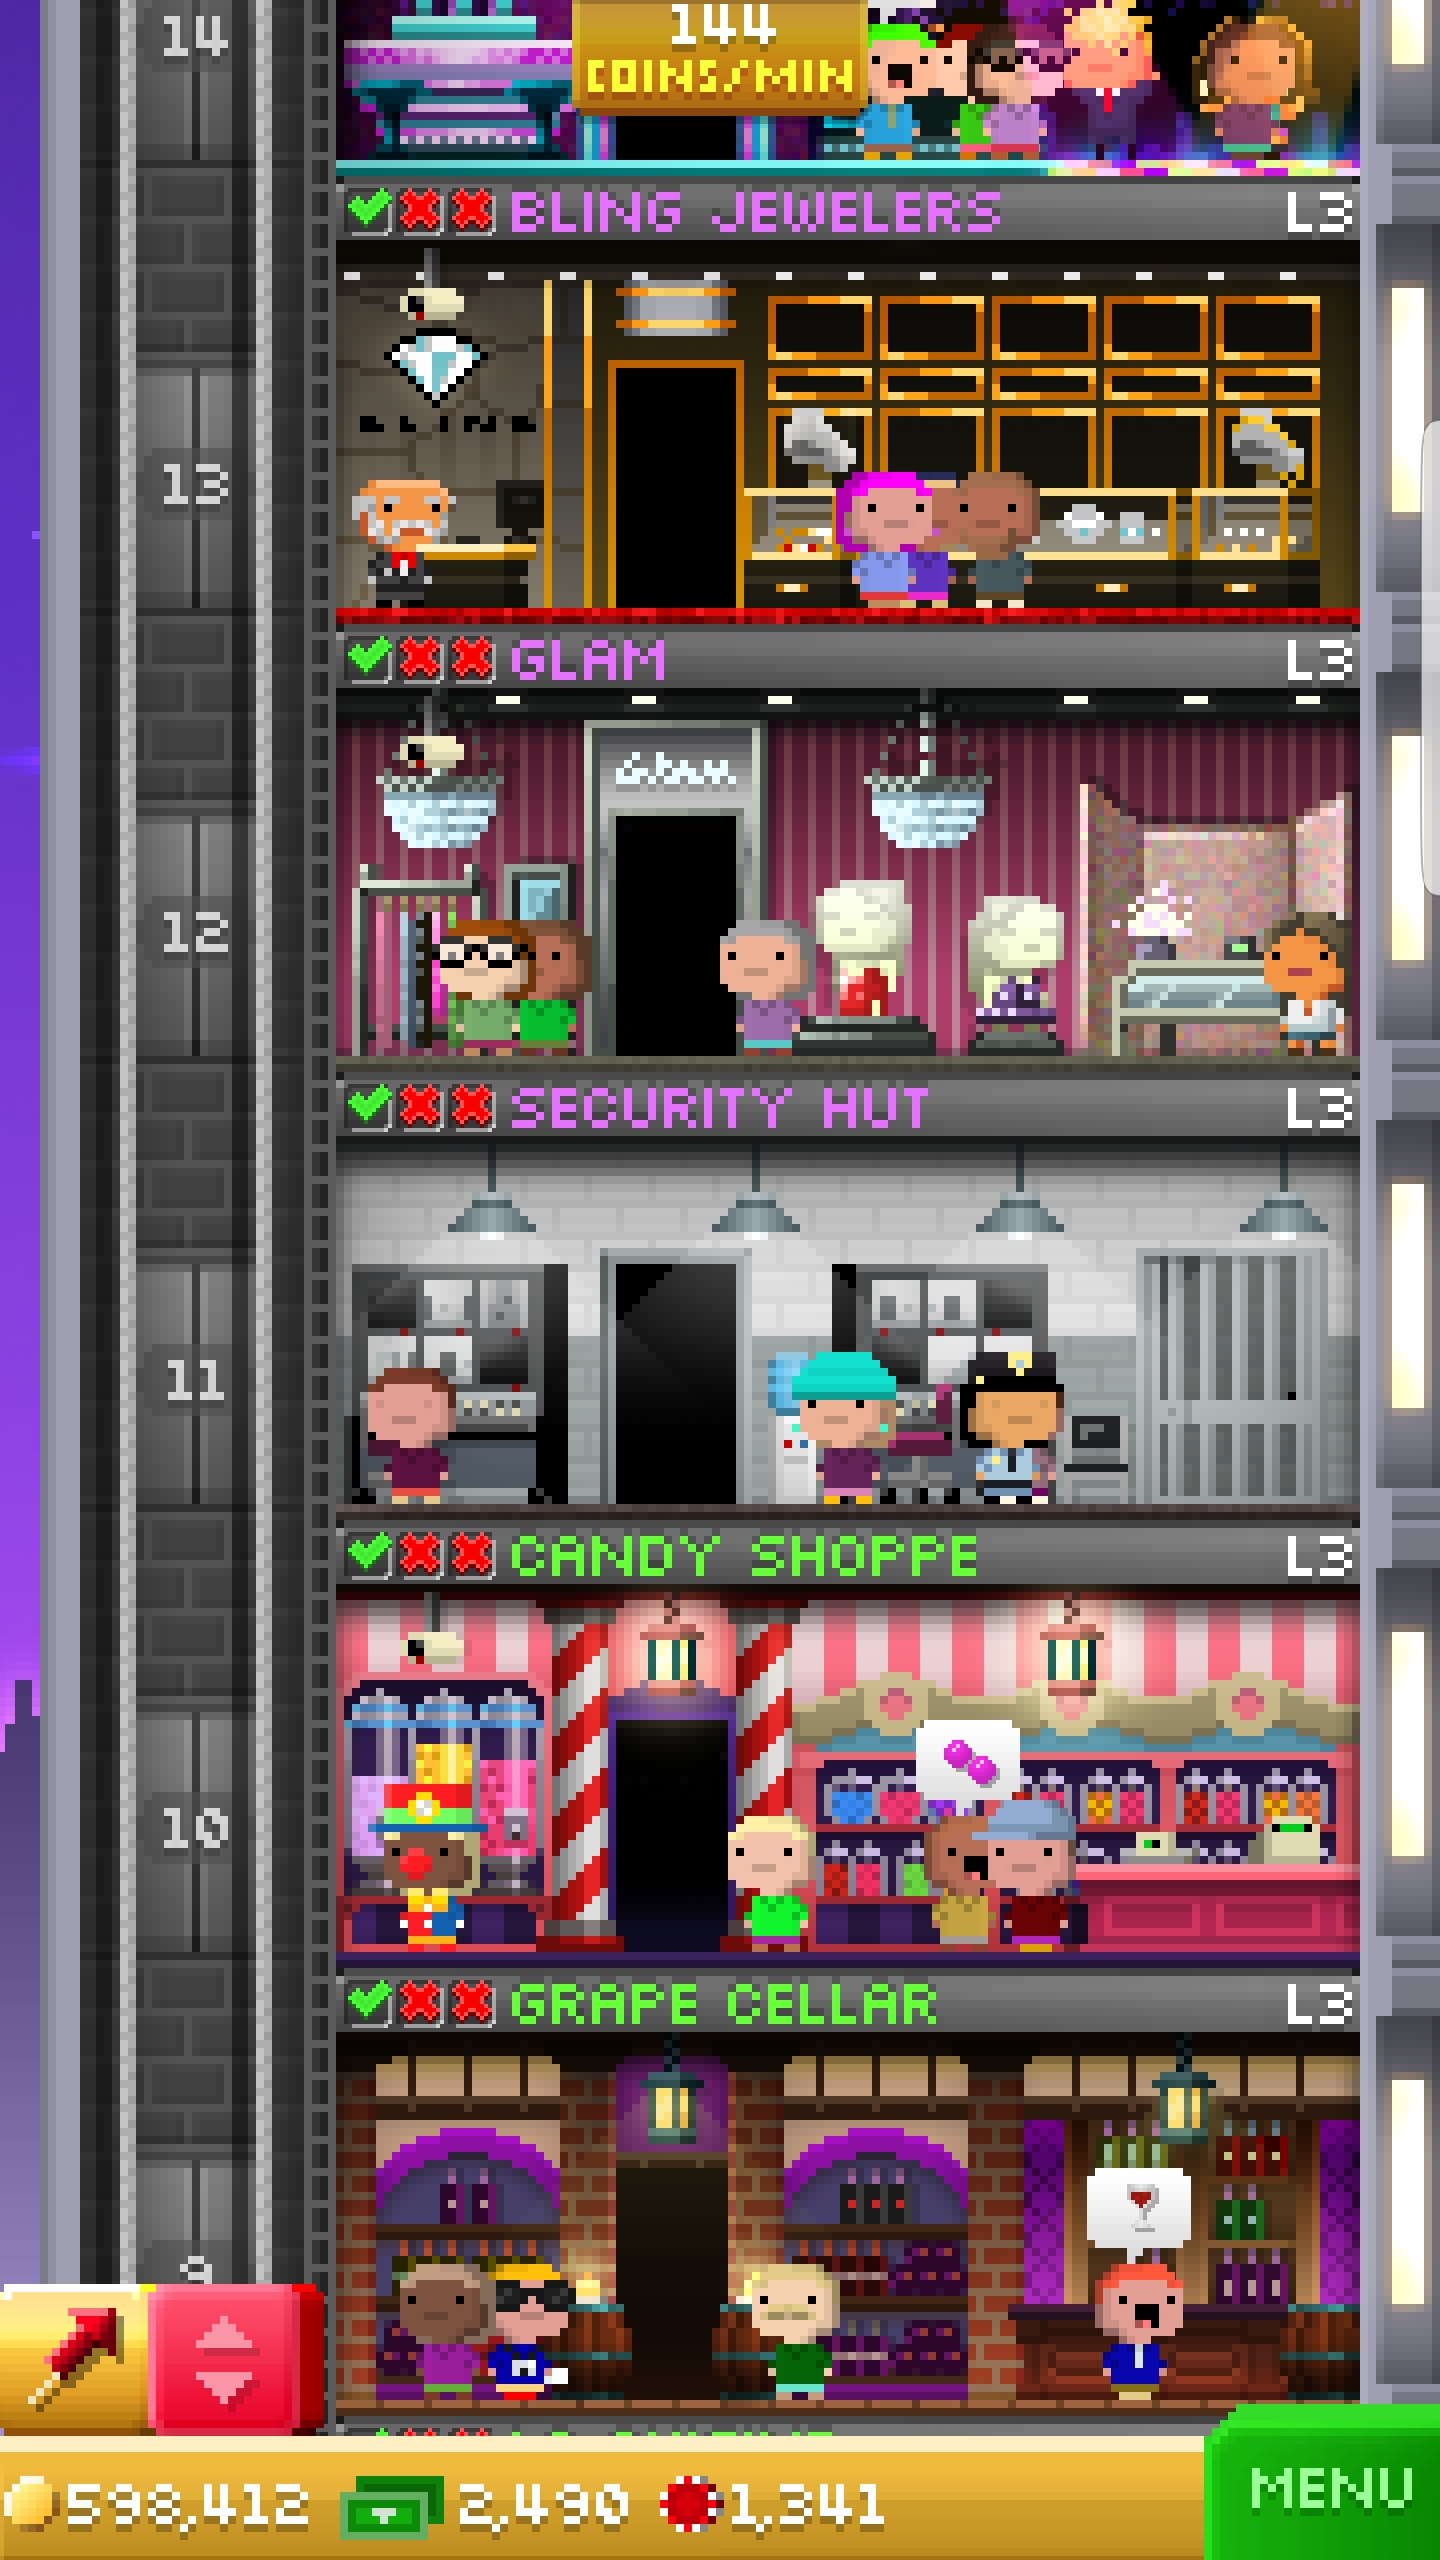 14
144
COINS/MIN
BLING JEWELERS L3
BLING
13
GLAM L3
Glam
12
SECURITY HUT L3
11
CANDY SHOPPE L3
10
GRAPE CELLAR L3
9
598,412 2,490 1,341 MENU